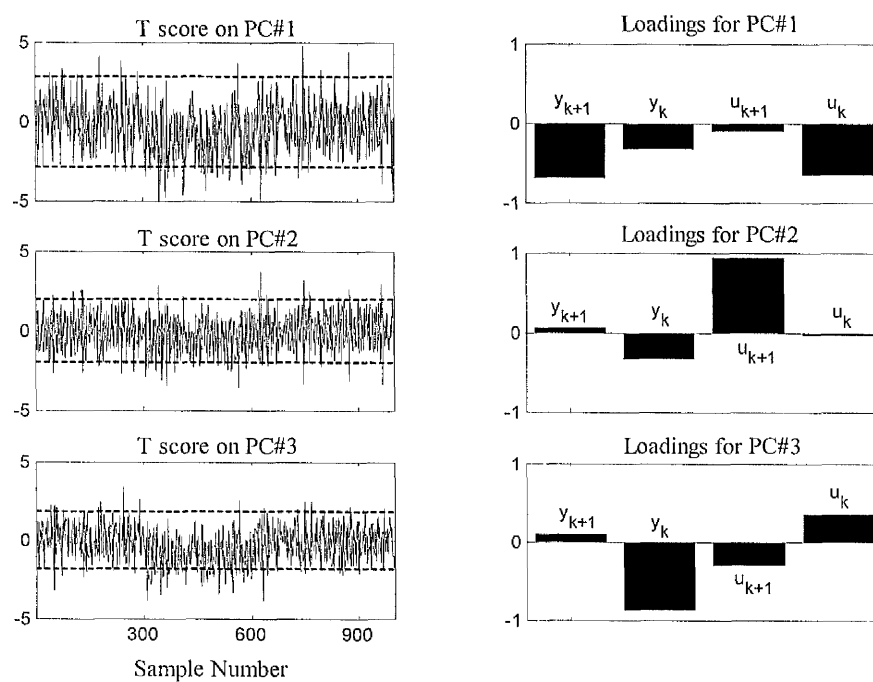 T score on PC#1
5
0
-5
Loadings for PC#1
1
0
-1
y_{k+1}
y_k
u_{k+1}
u_k
T score on PC#2
5
0
-5
Loadings for PC#2
1
0
-1
y_{k+1}
y_k
u_{k+1}
u_k
T score on PC#3
5
0
-5
300 600 900
Sample Number
Loadings for PC#3
1
0
-1
y_{k+1}
y_k
u_{k+1}
u_k